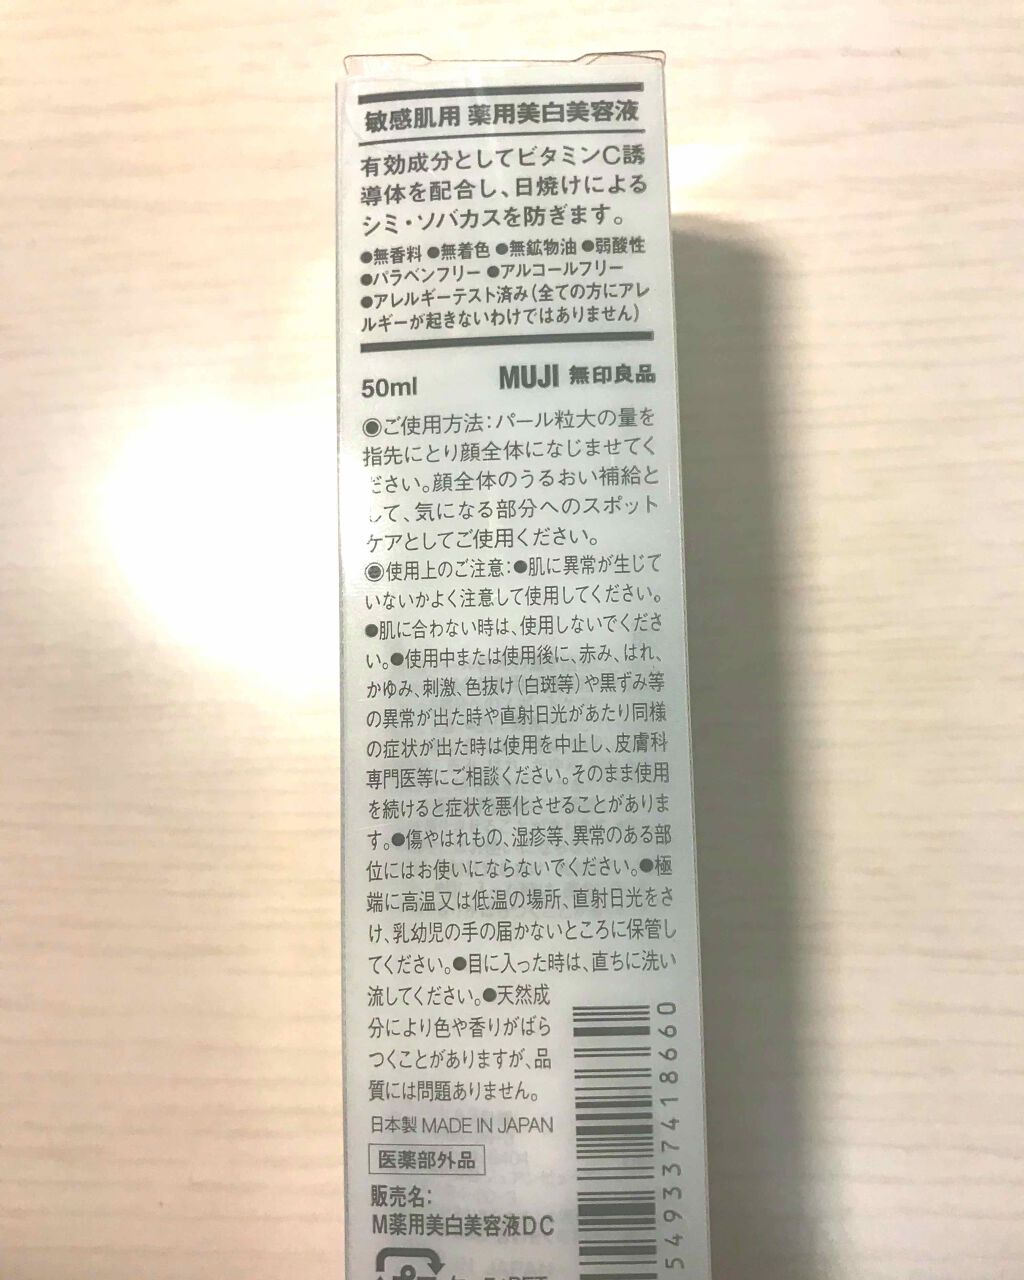 敏感肌用 薬用美白美容液
有効成分としてビタミンC誘
導体を配合し、日焼けによる
シミ・ソバカスを防ぎます。
●無香料 ●無着色 ●無鉱物油 ●弱酸性
●パラベンフリー ●アルコールフリー
●アレルギーテスト済み(全ての方にアレ
ルギーが起きないわけではありません)
50ml
MUJI 無印良品
◉ご使用方法:パール粒大の量を
指先にとり顔全体になじませてく
ださい。顔全体のうるおい補給と
して、気になる部分へのスポット
ケアとしてご使用ください。
◉使用上のご注意:●肌に異常が生じて
いないかよく注意して使用してください。
●肌に合わない時は、使用しないでくださ
い。●使用中または使用後に、赤み、はれ、
かゆみ、刺激、色抜け(白斑等)や黒ずみ等
の異常が出た時や直射日光があたり同様
の症状が出た時は使用を中止し、皮膚科
専門医等にご相談ください。そのまま使用
を続けると症状を悪化させることがありま
す。●傷やはれもの、湿疹等、異常のある部
位にはお使いにならないでください。●極
端に高温又は低温の場所、直射日光をさ
け、乳幼児の手の届かないところに保管し
てください。●目に入った時は、直ちに洗い
流してください。●天然成
分により色や香りがばら
つくことがありますが、品
質には問題ありません。
日本製 MADE IN JAPAN
医薬部外品
販売名:
M薬用美白美容液DC
549337418660